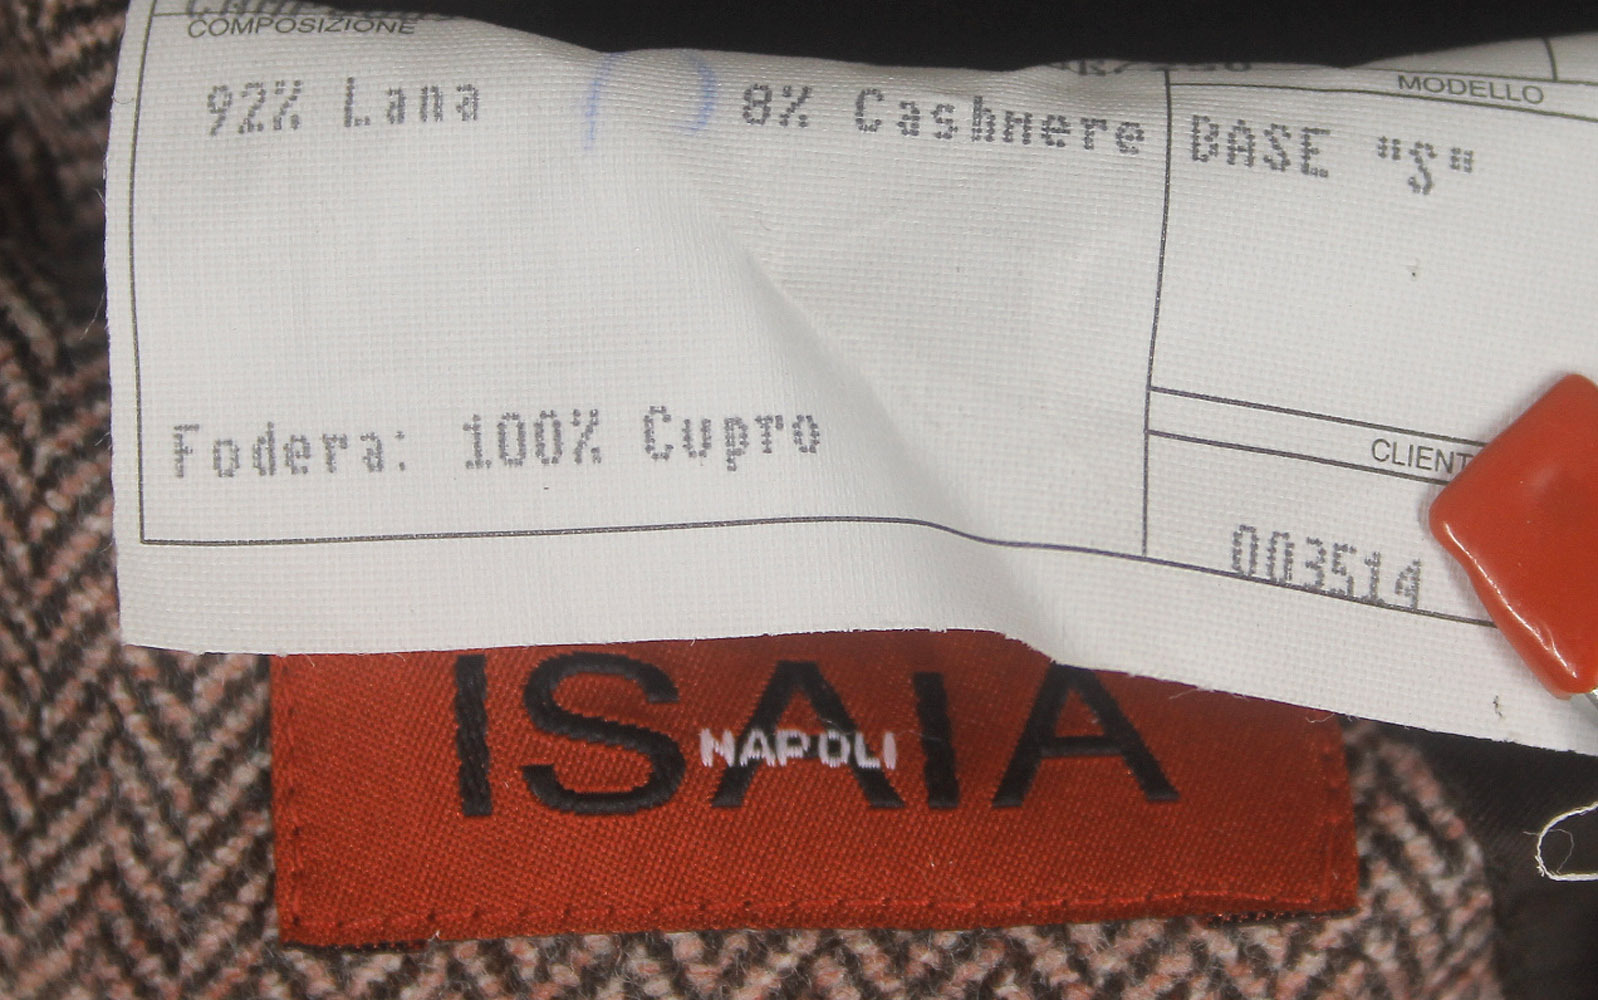 COMPOSIZIONE
92% Lana 8% Cashmere
Fodera: 100% Cupro
MODELLO
BASE "S"
CLIENT
003514
ISAIA
NAPOLI